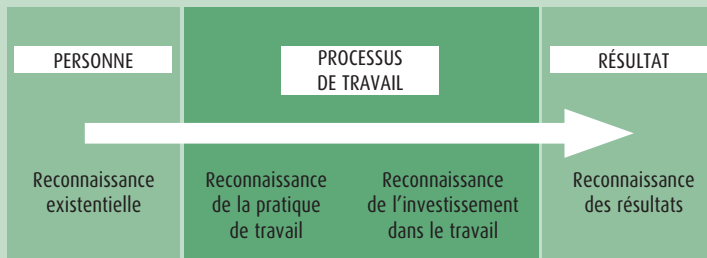 PERSONNE
PROCESSUS
DE TRAVAIL
RÉSULTAT
Reconnaissance
existentielle
Reconnaissance
de la pratique
de travail
Reconnaissance
de l'investissement
dans le travail
Reconnaissance
des résultats